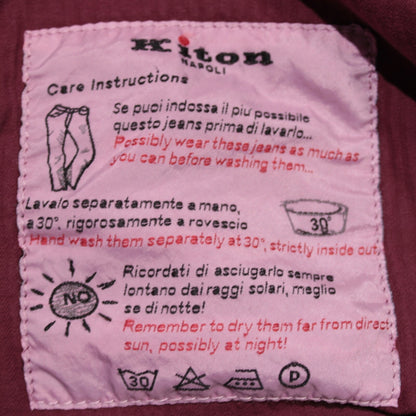 Kiton
NAPOLI
Care Instructions
Se puoi indossa il più possibile
questo jeans prima di lavarlo...
Possibly wear these jeans as much as
you can before washing them...
Lavalo separatamente a mano,
a 30°, rigorosamente a rovescio
30°
Hand wash them separately at 30°, strictly inside out
NO
Ricordati di asciugarlo sempre
lontano dai raggi solari, meglio
se di notte!
Remember to dry them far from direct
sun, possibly at night!
30
P